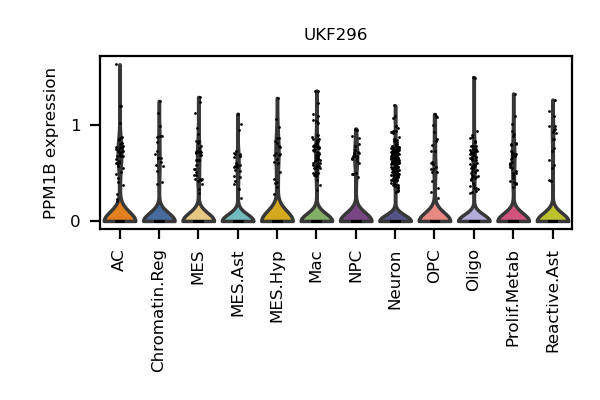 UKF296
PPM1B expression
1
0
AC
Chromatin.Reg
MES
MES.Ast
MES.Hyp
Mac
NPC
Neuron
OPC
Oligo
Prolif.Metab
Reactive.Ast